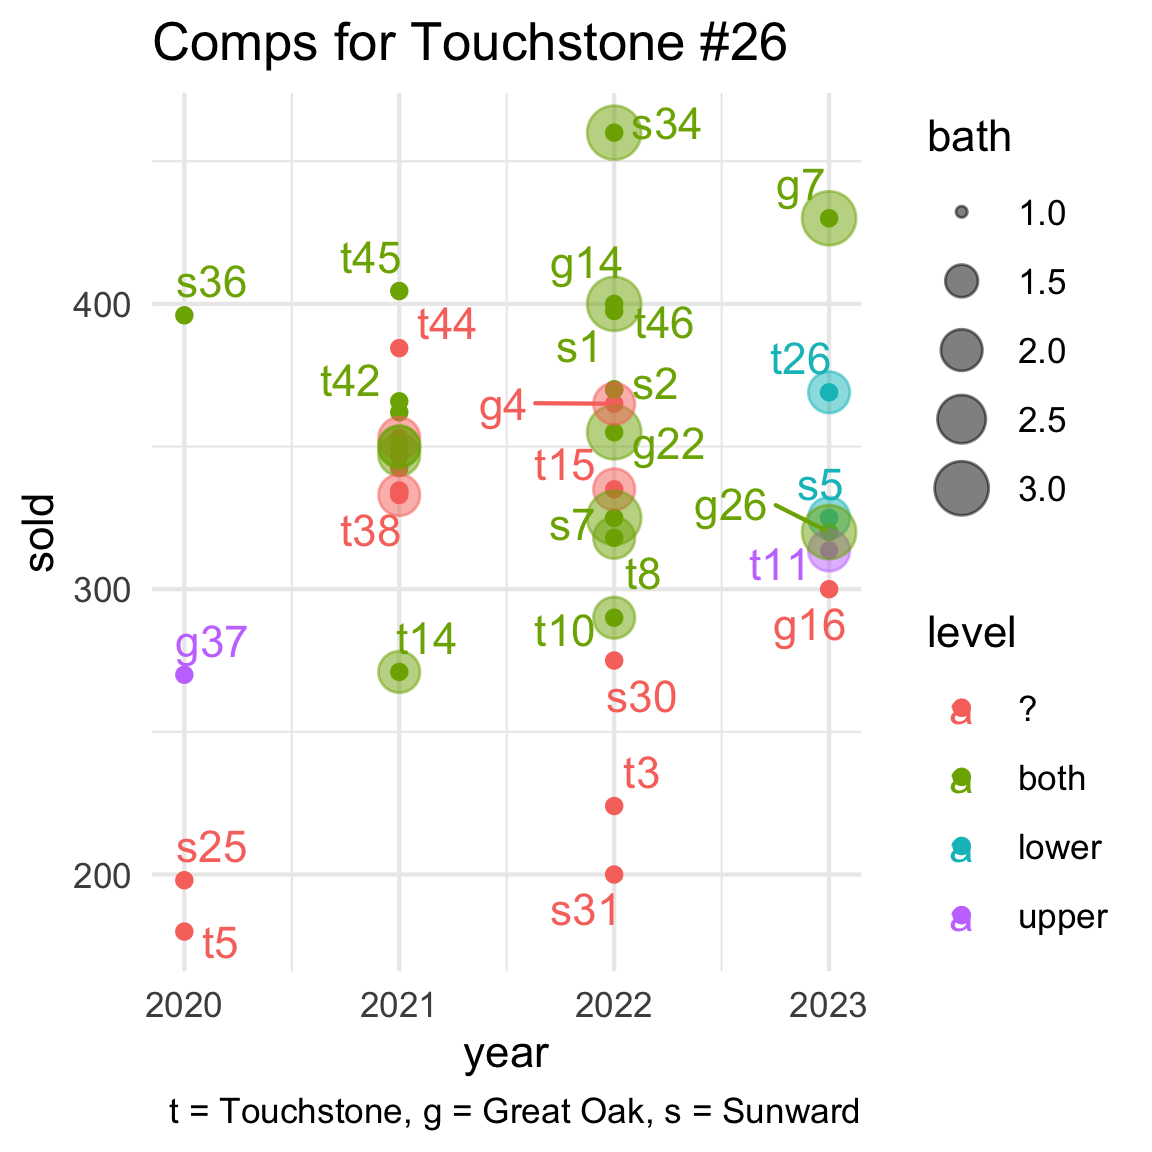 Comps for Touchstone #26
s34
g7
t45
g14
s36
t44
t46
s1
t26
t42
s2
g4
g22
t15
s5
g26
s7
t38
t11
t8
t10
t14
g16
g37
s30
t3
s25
s31
t5
400
300
200
sold
2020 2021 2022 2023
year
t = Touchstone, g = Great Oak, s = Sunward
bath
1.0
1.5
2.0
2.5
3.0
level
a ?
a both
a lower
a upper